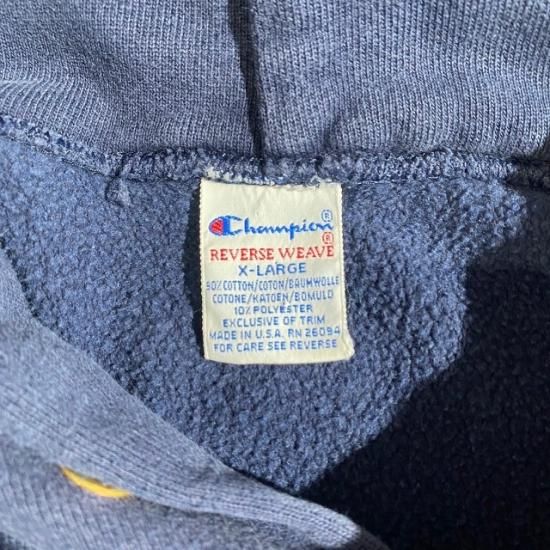 Champion®
REVERSE WEAVE®
X-LARGE
90% COTTON/COTON/BAUMWOLLE
COTONE/KATOEN/BOMULD
10% POLYESTER
EXCLUSIVE OF TRIM
MADE IN U.S.A. RN 26094
FOR CARE SEE REVERSE